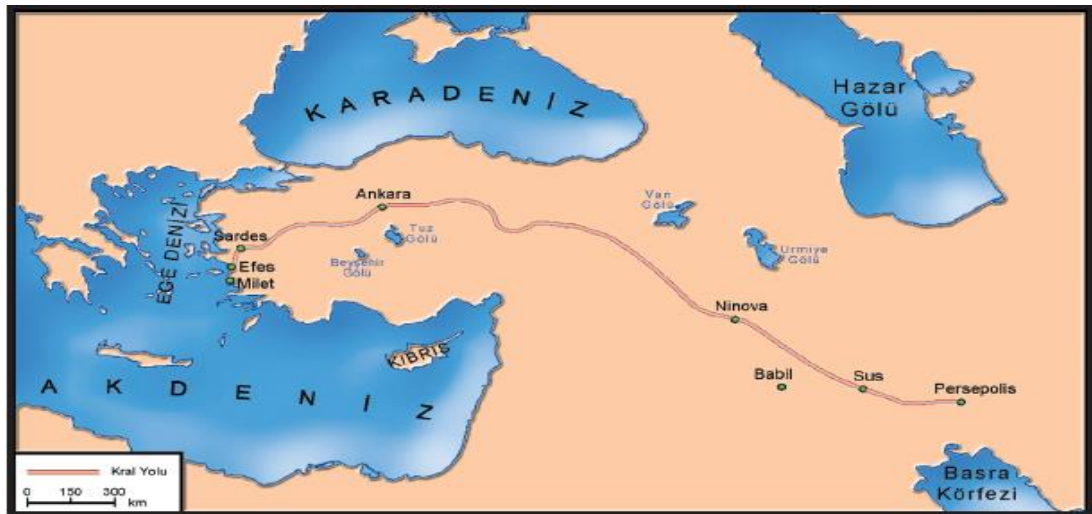 KARADENİZ
Hazar
Gölü
Van
Gölü
Ankara
EGE DENİZİ
Tuz
Gölü
Sardes
Urmiye
Gölü
Beyşehir
Gölü
Efes
Milet
Ninova
KIBRIS
Babil
Sus
Persepolis
AKDENİZ
Basra
Körfezi
Kral Yolu
0 150 300
km